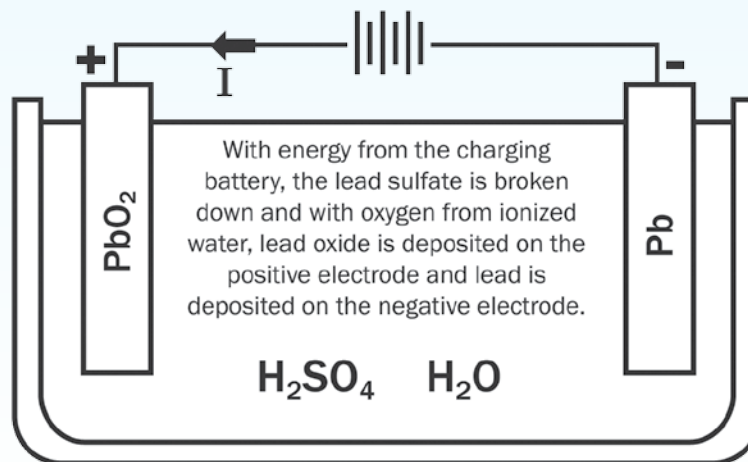 +
-
I
With energy from the charging
battery, the lead sulfate is broken
down and with oxygen from ionized
water, lead oxide is deposited on the
positive electrode and lead is
deposited on the negative electrode.
PbO₂
Pb
H₂SO₄ H₂O